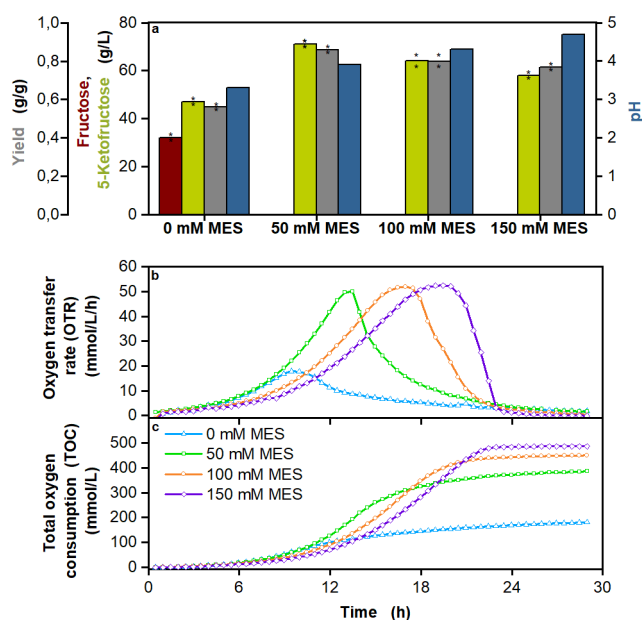 a
Yield
(g/g)
1,0
0,8
0,6
0,4
0,2
0,0
Fructose,
5-Ketofructose
(g/L)
80
60
40
20
0
pH
5
4
3
2
1
0
0 mM MES
50 mM MES
100 mM MES
150 mM MES
b
Oxygen transfer
rate (OTR)
(mmol/L/h)
60
50
40
30
20
10
0
c
Total oxygen
consumption (TOC)
(mmol/L)
500
400
300
200
100
0
0 mM MES
50 mM MES
100 mM MES
150 mM MES
0
6
12
18
24
30
Time (h)